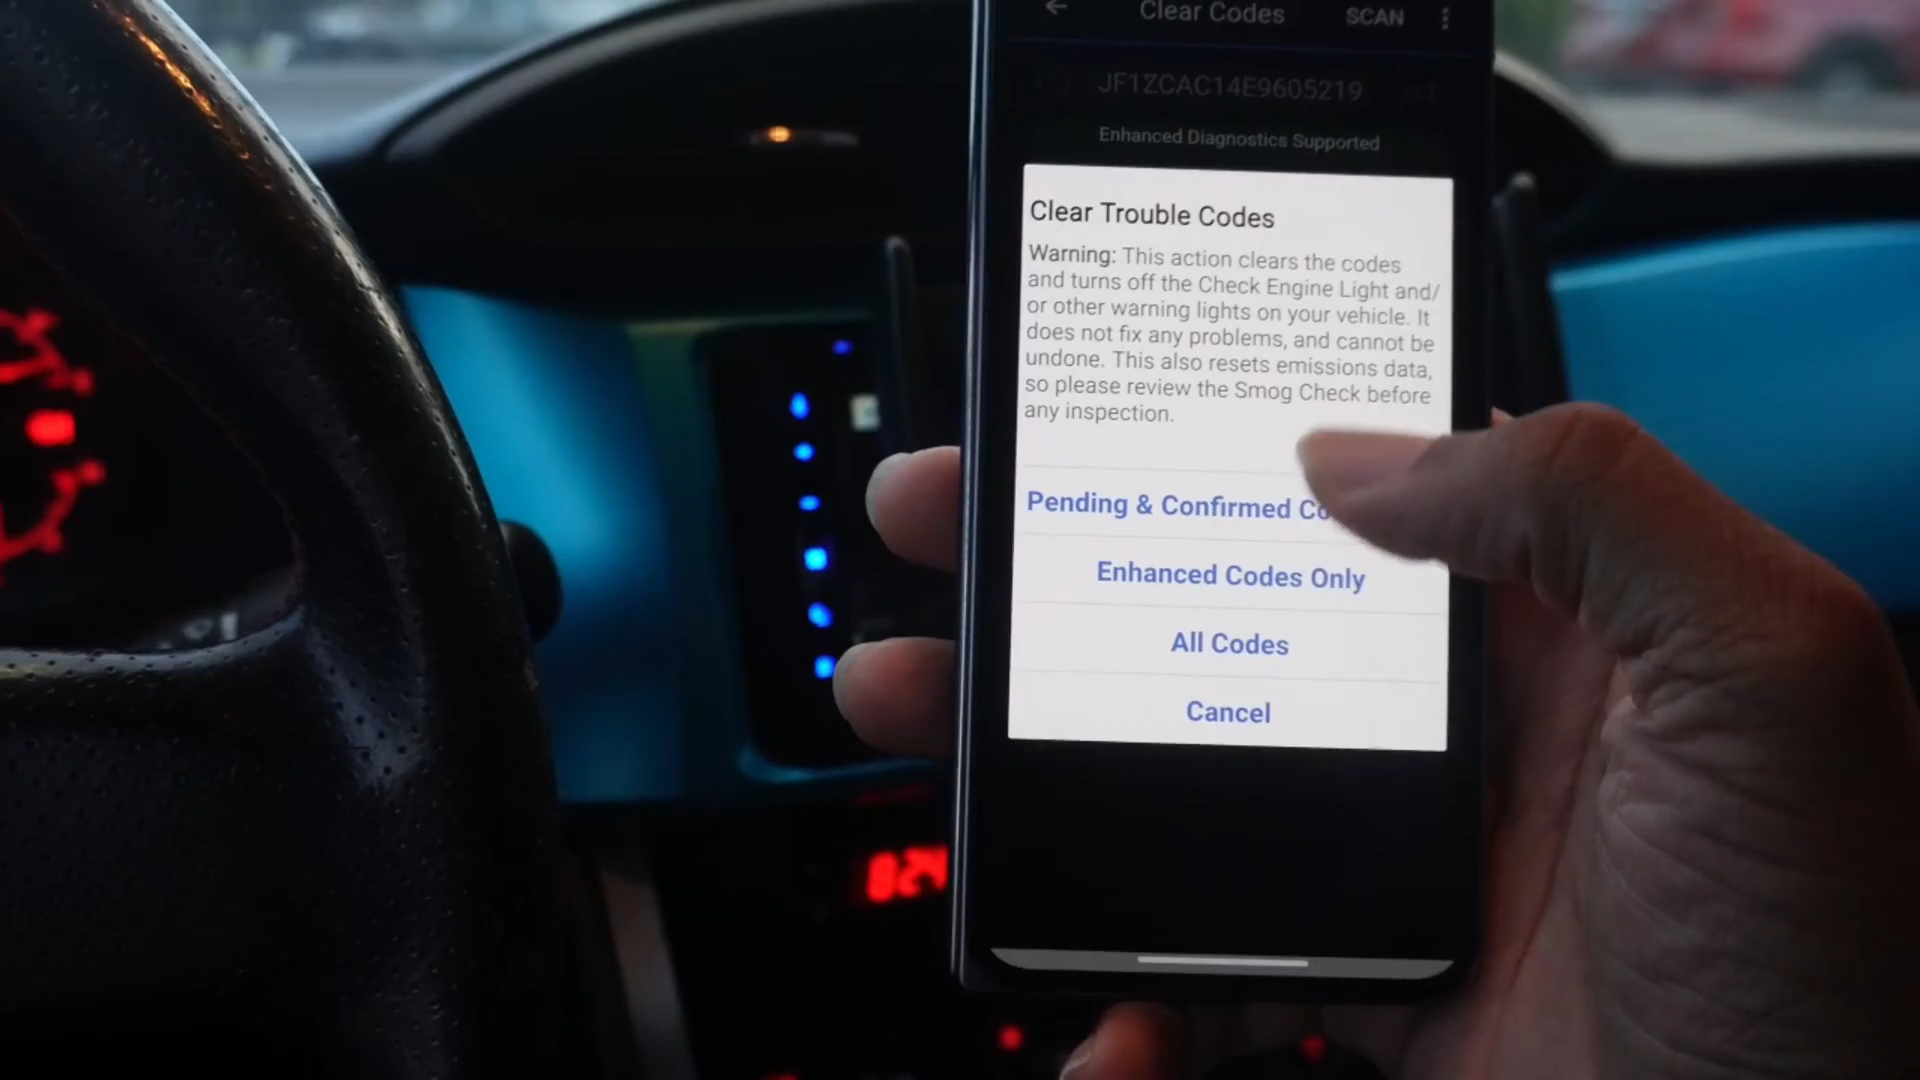 Clear Codes SCAN
JF1ZCAC14E9605219
Enhanced Diagnostics Supported
Clear Trouble Codes
Warning: This action clears the codes
and turns off the Check Engine Light and/
or other warning lights on your vehicle. It
does not fix any problems, and cannot be
undone. This also resets emissions data,
so please review the Smog Check before
any inspection.
Pending & Confirmed
Enhanced Codes Only
All Codes
Cancel
824